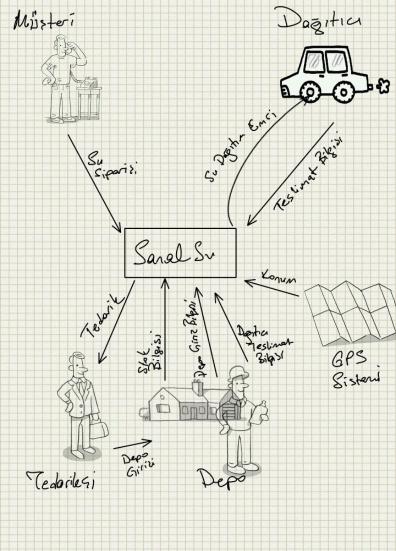 Müşteri
Dağıtıcı
Su
Siparişi
Su Dağıtım Emri
Teslimat Bilgisi
Sanal Su
Konum
Tedarik
Stok
Bilgisi
Depo Giriş Bilgisi
Dağıtıcı
Teslimat
Bilgisi
GPS
Sistemi
Depo
Girişi
Tedarikçi
Depo